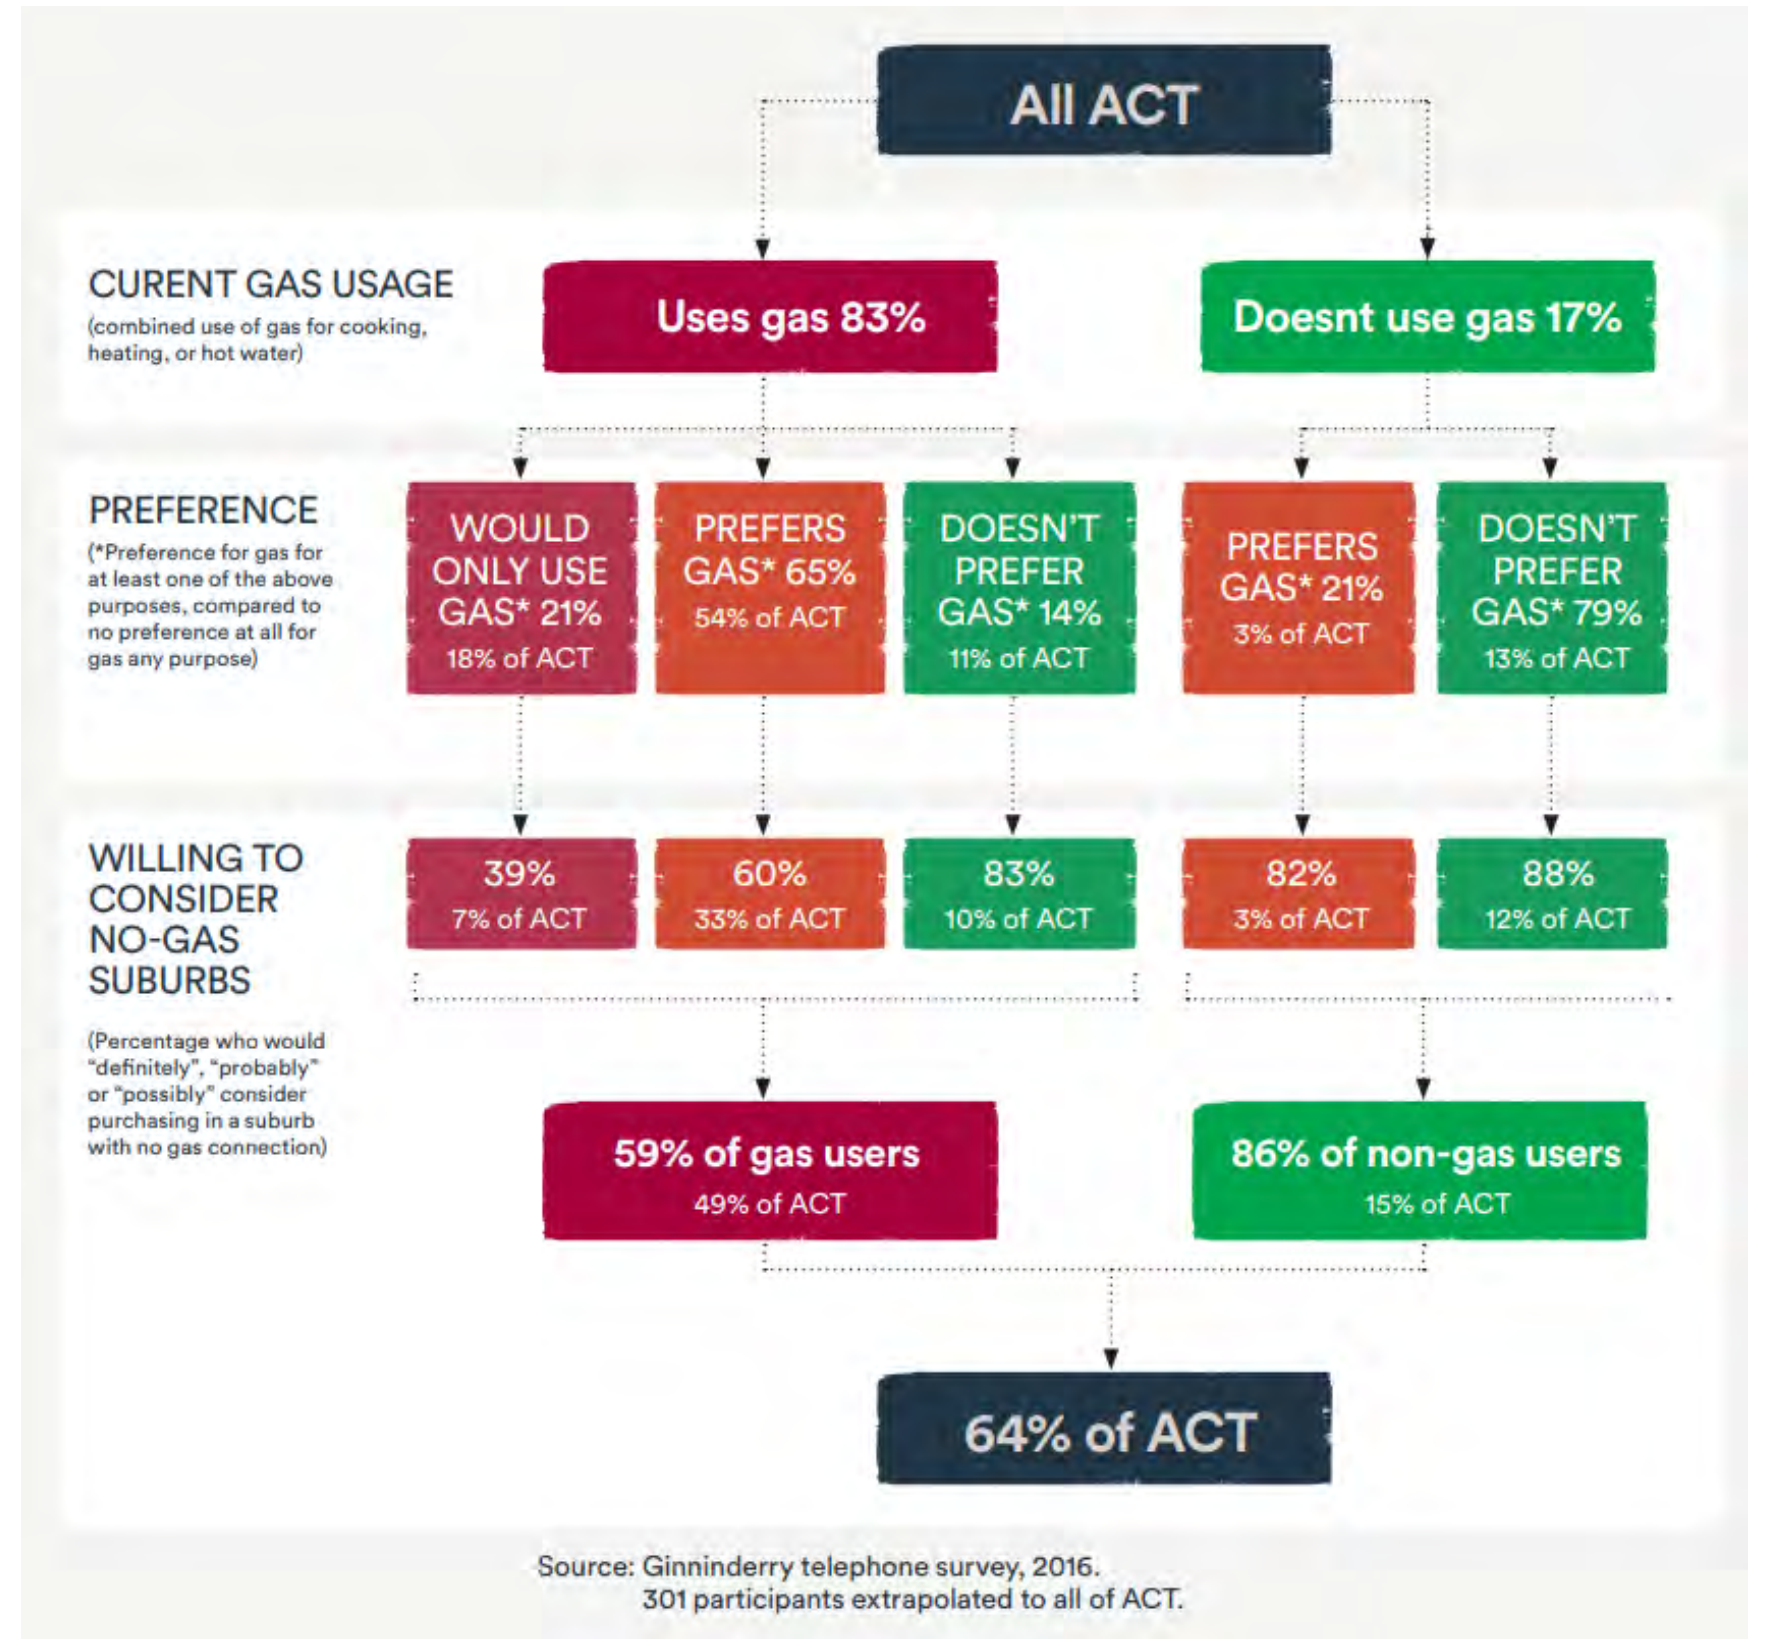 All ACT
CURENT GAS USAGE
(combined use of gas for cooking,
heating, or hot water)
Uses gas 83%
Doesnt use gas 17%
PREFERENCE
(*Preference for gas for
at least one of the above
purposes, compared to
no preference at all for
gas any purpose)
WOULD
ONLY USE
GAS* 21%
18% of ACT
PREFERS
GAS* 65%
54% of ACT
DOESN'T
PREFER
GAS* 14%
11% of ACT
PREFERS
GAS* 21%
3% of ACT
DOESN'T
PREFER
GAS* 79%
13% of ACT
WILLING TO
CONSIDER
NO-GAS
SUBURBS
(Percentage who would
"definitely", "probably"
or "possibly" consider
purchasing in a suburb
with no gas connection)
39%
7% of ACT
60%
33% of ACT
83%
10% of ACT
82%
3% of ACT
88%
12% of ACT
59% of gas users
49% of ACT
86% of non-gas users
15% of ACT
64% of ACT
Source: Ginninderry telephone survey, 2016.
301 participants extrapolated to all of ACT.